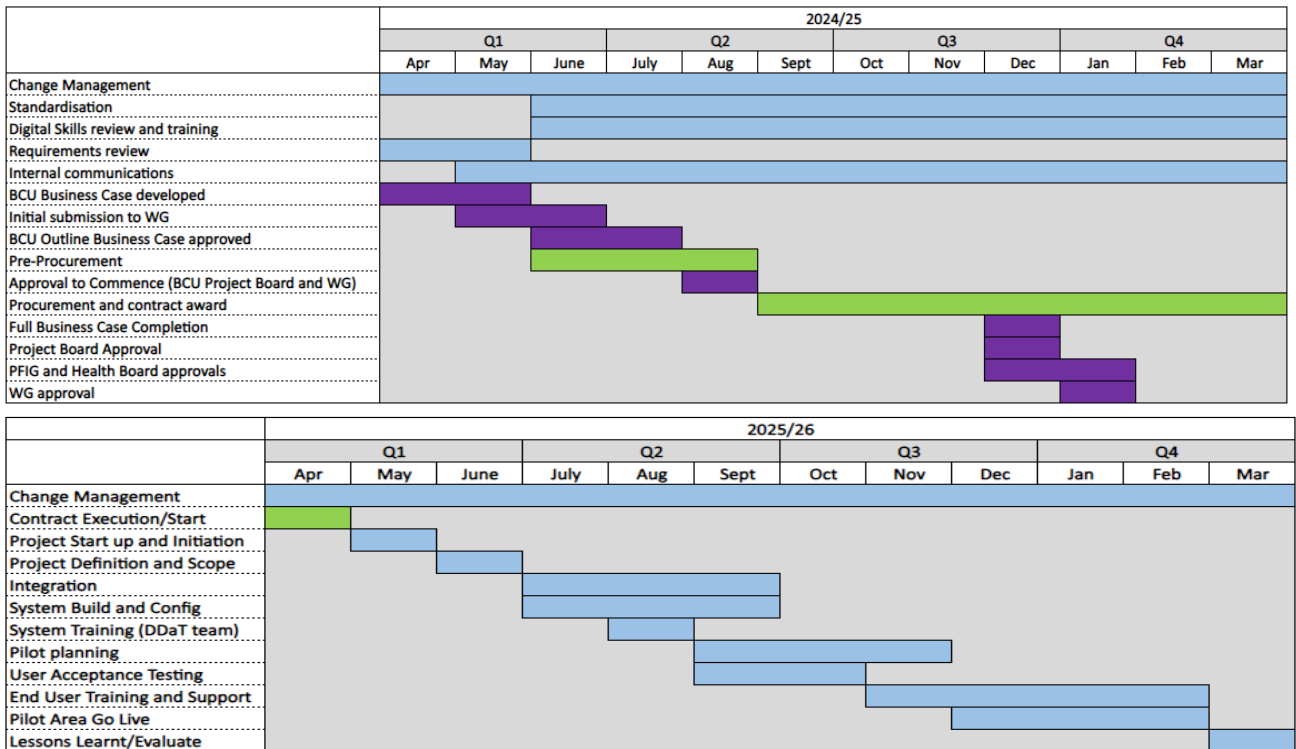 2024/25
Q1 Q2 Q3 Q4
Apr May June July Aug Sept Oct Nov Dec Jan Feb Mar
Change Management
Standardisation
Digital Skills review and training
Requirements review
Internal communications
BCU Business Case developed
Initial submission to WG
BCU Outline Business Case approved
Pre-Procurement
Approval to Commence (BCU Project Board and WG)
Procurement and contract award
Full Business Case Completion
Project Board Approval
PFIG and Health Board approvals
WG approval
2025/26
Q1 Q2 Q3 Q4
Apr May June July Aug Sept Oct Nov Dec Jan Feb Mar
Change Management
Contract Execution/Start
Project Start up and Initiation
Project Definition and Scope
Integration
System Build and Config
System Training (DDaT team)
Pilot planning
User Acceptance Testing
End User Training and Support
Pilot Area Go Live
Lessons Learnt/Evaluate